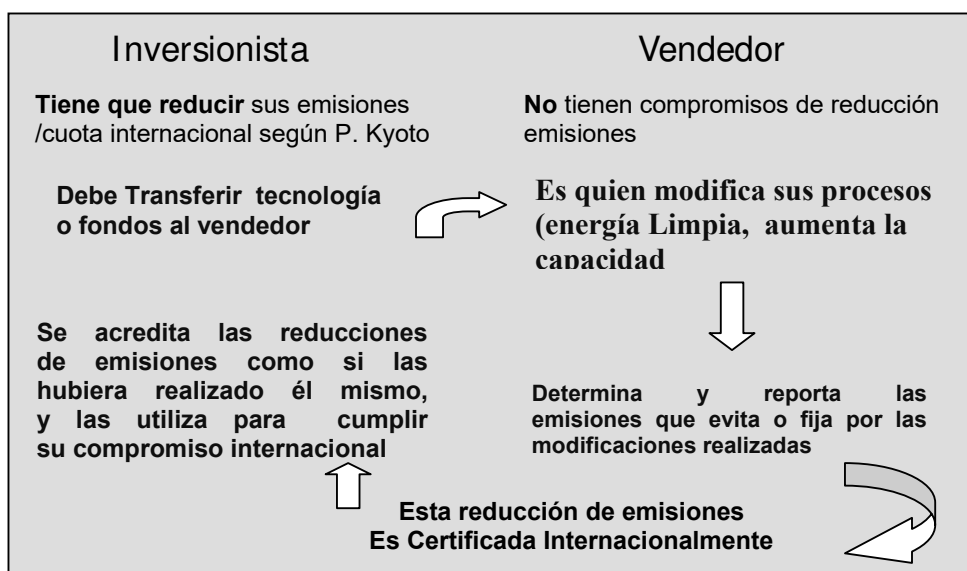 Inversionista
Tiene que reducir sus emisiones
/cuota internacional según P. Kyoto
Debe Transferir tecnología
o fondos al vendedor
Se acredita las reducciones
de emisiones como si las
hubiera realizado él mismo,
y las utiliza para cumplir
su compromiso internacional
Vendedor
No tienen compromisos de reducción
emisiones
Es quien modifica sus procesos
(energía Limpia, aumenta la
capacidad
Determina y reporta las
emisiones que evita o fija por las
modificaciones realizadas
Esta reducción de emisiones
Es Certificada Internacionalmente